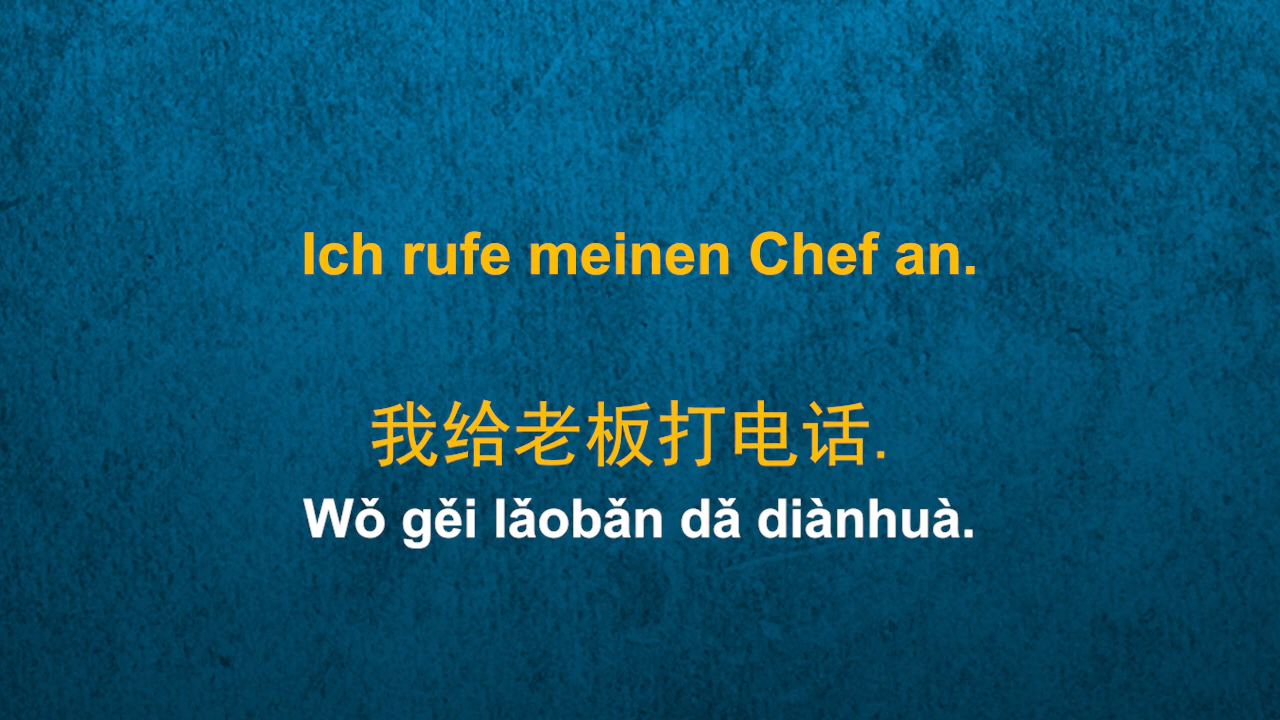 Ich rufe meinen Chef an.
我给老板打电话.
Wǒ gěi lǎobǎn dǎ diànhuà.